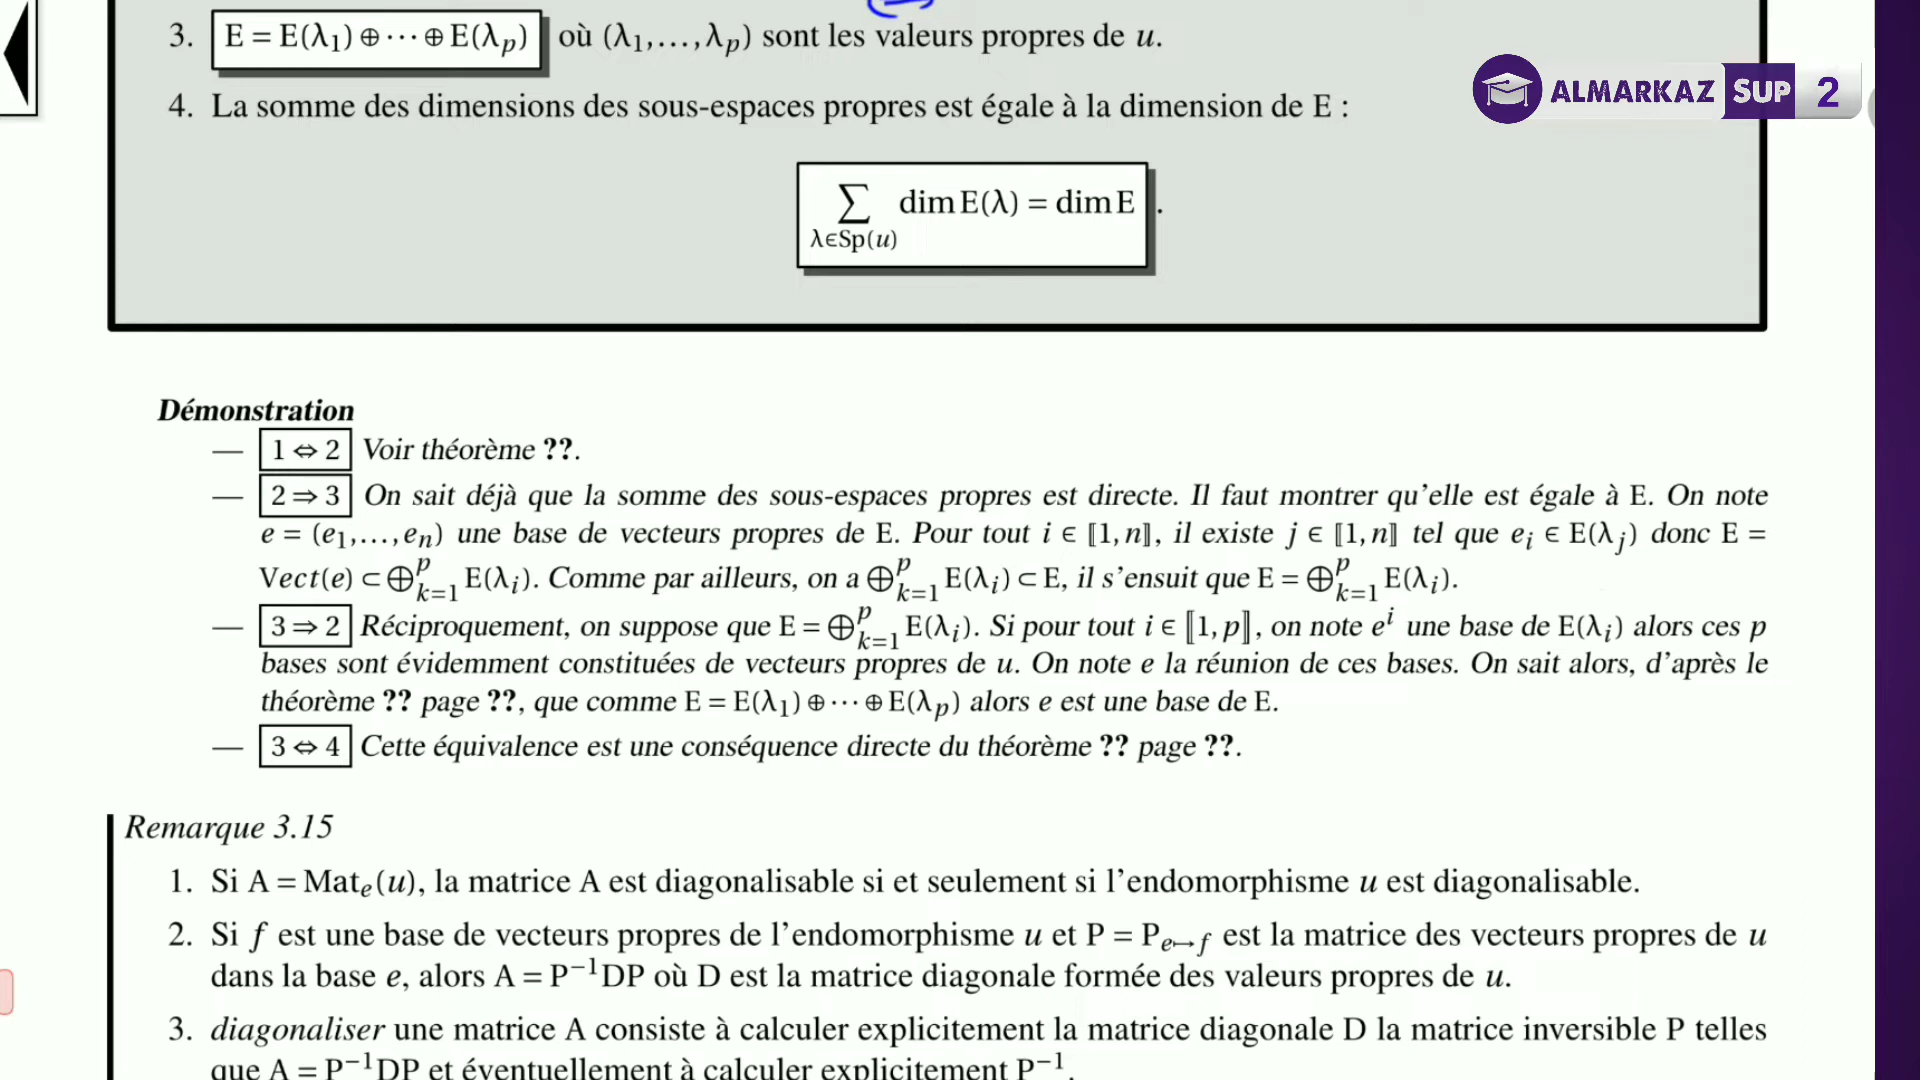 3. E = E(λ₁) ⊕ ⋯ ⊕ E(λₚ) où (λ₁,…,λₚ) sont les valeurs propres de u.
ALMARKAZ SUP 2
4. La somme des dimensions des sous-espaces propres est égale à la dimension de E :
∑ dim E(λ) = dim E .
λ∈Sp(u)
Démonstration
— 1 ⇔ 2 Voir théorème ??.
— 2 ⇒ 3 On sait déjà que la somme des sous-espaces propres est directe. Il faut montrer qu’elle est égale à E. On note
e = (e₁,…,eₙ) une base de vecteurs propres de E. Pour tout i ∈ ⟦1, n⟧, il existe j ∈ ⟦1, n⟧ tel que eᵢ ∈ E(λⱼ) donc E =
Vect(e) ⊂ ⊕ᵖₖ₌₁ E(λᵢ). Comme par ailleurs, on a ⊕ᵖₖ₌₁ E(λᵢ) ⊂ E, il s’ensuit que E = ⊕ᵖₖ₌₁ E(λᵢ).
— 3 ⇒ 2 Réciproquement, on suppose que E = ⊕ᵖₖ₌₁ E(λᵢ). Si pour tout i ∈ ⟦1, p⟧, on note eⁱ une base de E(λᵢ) alors ces p
bases sont évidemment constituées de vecteurs propres de u. On note e la réunion de ces bases. On sait alors, d’après le
théorème ?? page ??, que comme E = E(λ₁) ⊕ ⋯ ⊕ E(λₚ) alors e est une base de E.
— 3 ⇔ 4 Cette équivalence est une conséquence directe du théorème ?? page ??.
Remarque 3.15
1. Si A = Matₑ(u), la matrice A est diagonalisable si et seulement si l’endomorphisme u est diagonalisable.
2. Si f est une base de vecteurs propres de l’endomorphisme u et P = P_{e↦f} est la matrice des vecteurs propres de u
dans la base e, alors A = P⁻¹DP où D est la matrice diagonale formée des valeurs propres de u.
3. diagonaliser une matrice A consiste à calculer explicitement la matrice diagonale D la matrice inversible P telles
que A = P⁻¹DP et éventuellement à calculer explicitement P⁻¹.